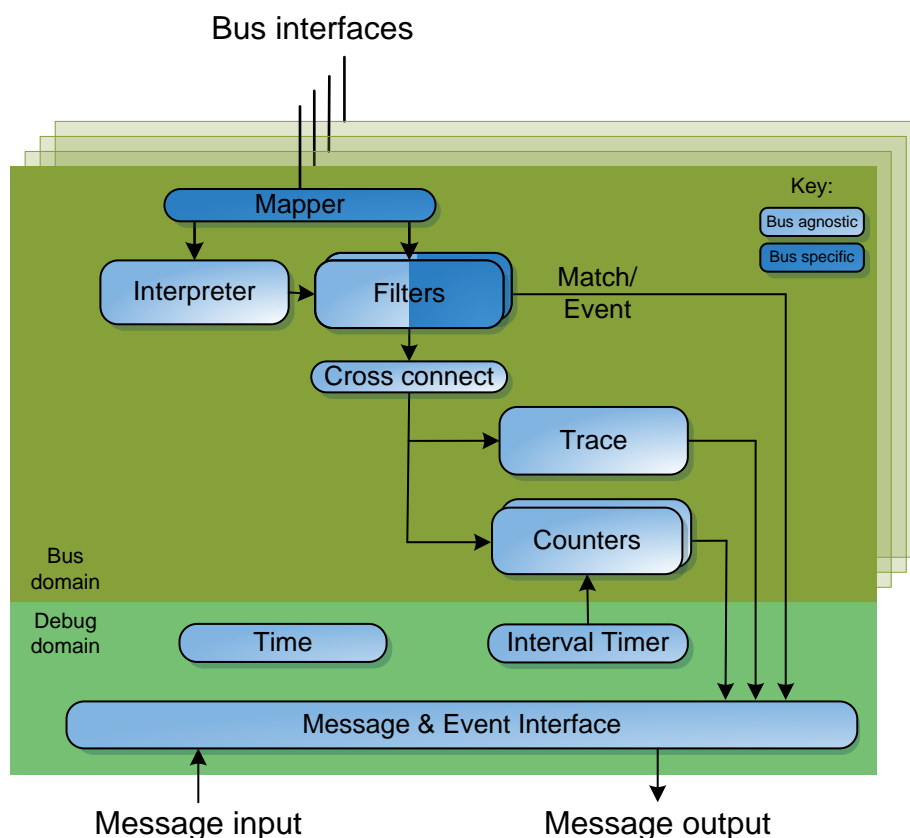 Bus interfaces
Mapper
Key:
Bus agnostic
Bus specific
Interpreter
Filters
Match/
Event
Cross connect
Trace
Counters
Bus
domain
Debug
domain
Time
Interval Timer
Message & Event Interface
Message input
Message output